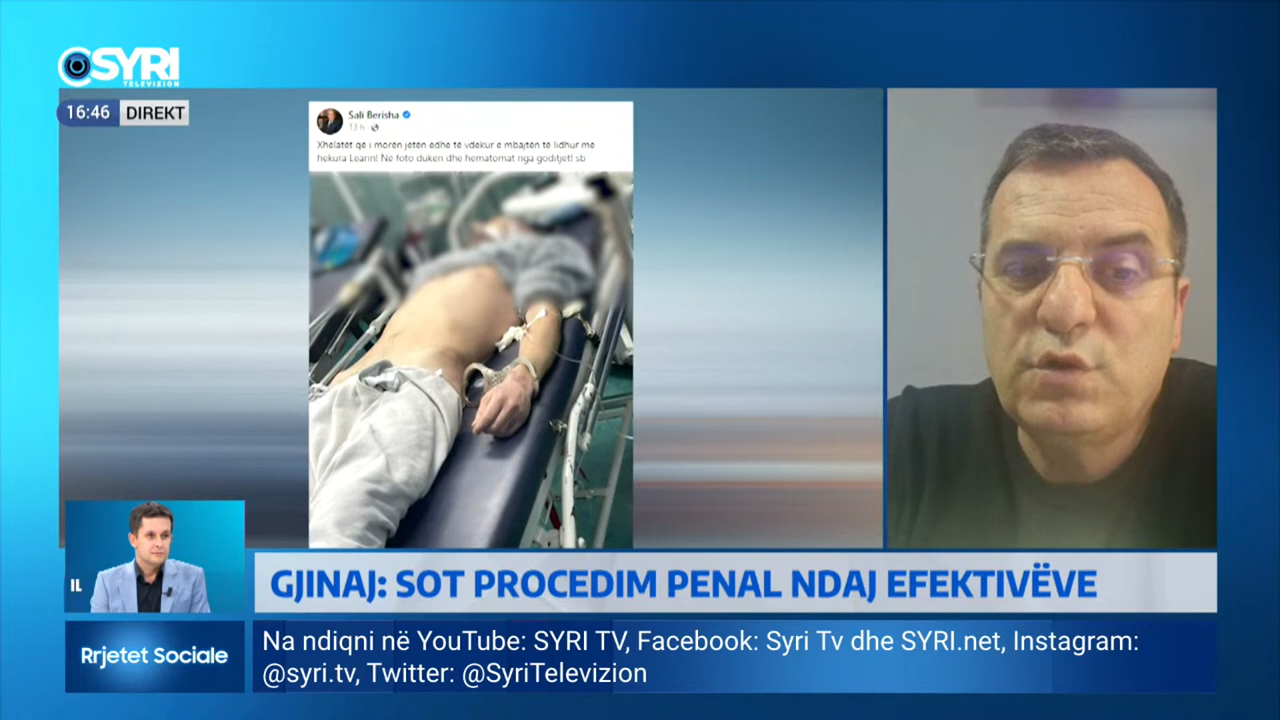 SYRI
TELEVIZION
16:46 DIREKT
Sali Berisha
13 h
Xhelatët që i morën jetën edhe të vdekur e mbajtën të lidhur me
hekura Learin! Në foto duken dhe hematomat nga goditjet! sb
IL
GJINAJ: SOT PROCEDIM PENAL NDAJ EFEKTIVËVE
Rrjetet Sociale
Na ndiqni në YouTube: SYRI TV, Facebook: Syri Tv dhe SYRI.net, Instagram:
@syri.tv, Twitter: @SyriTelevizion